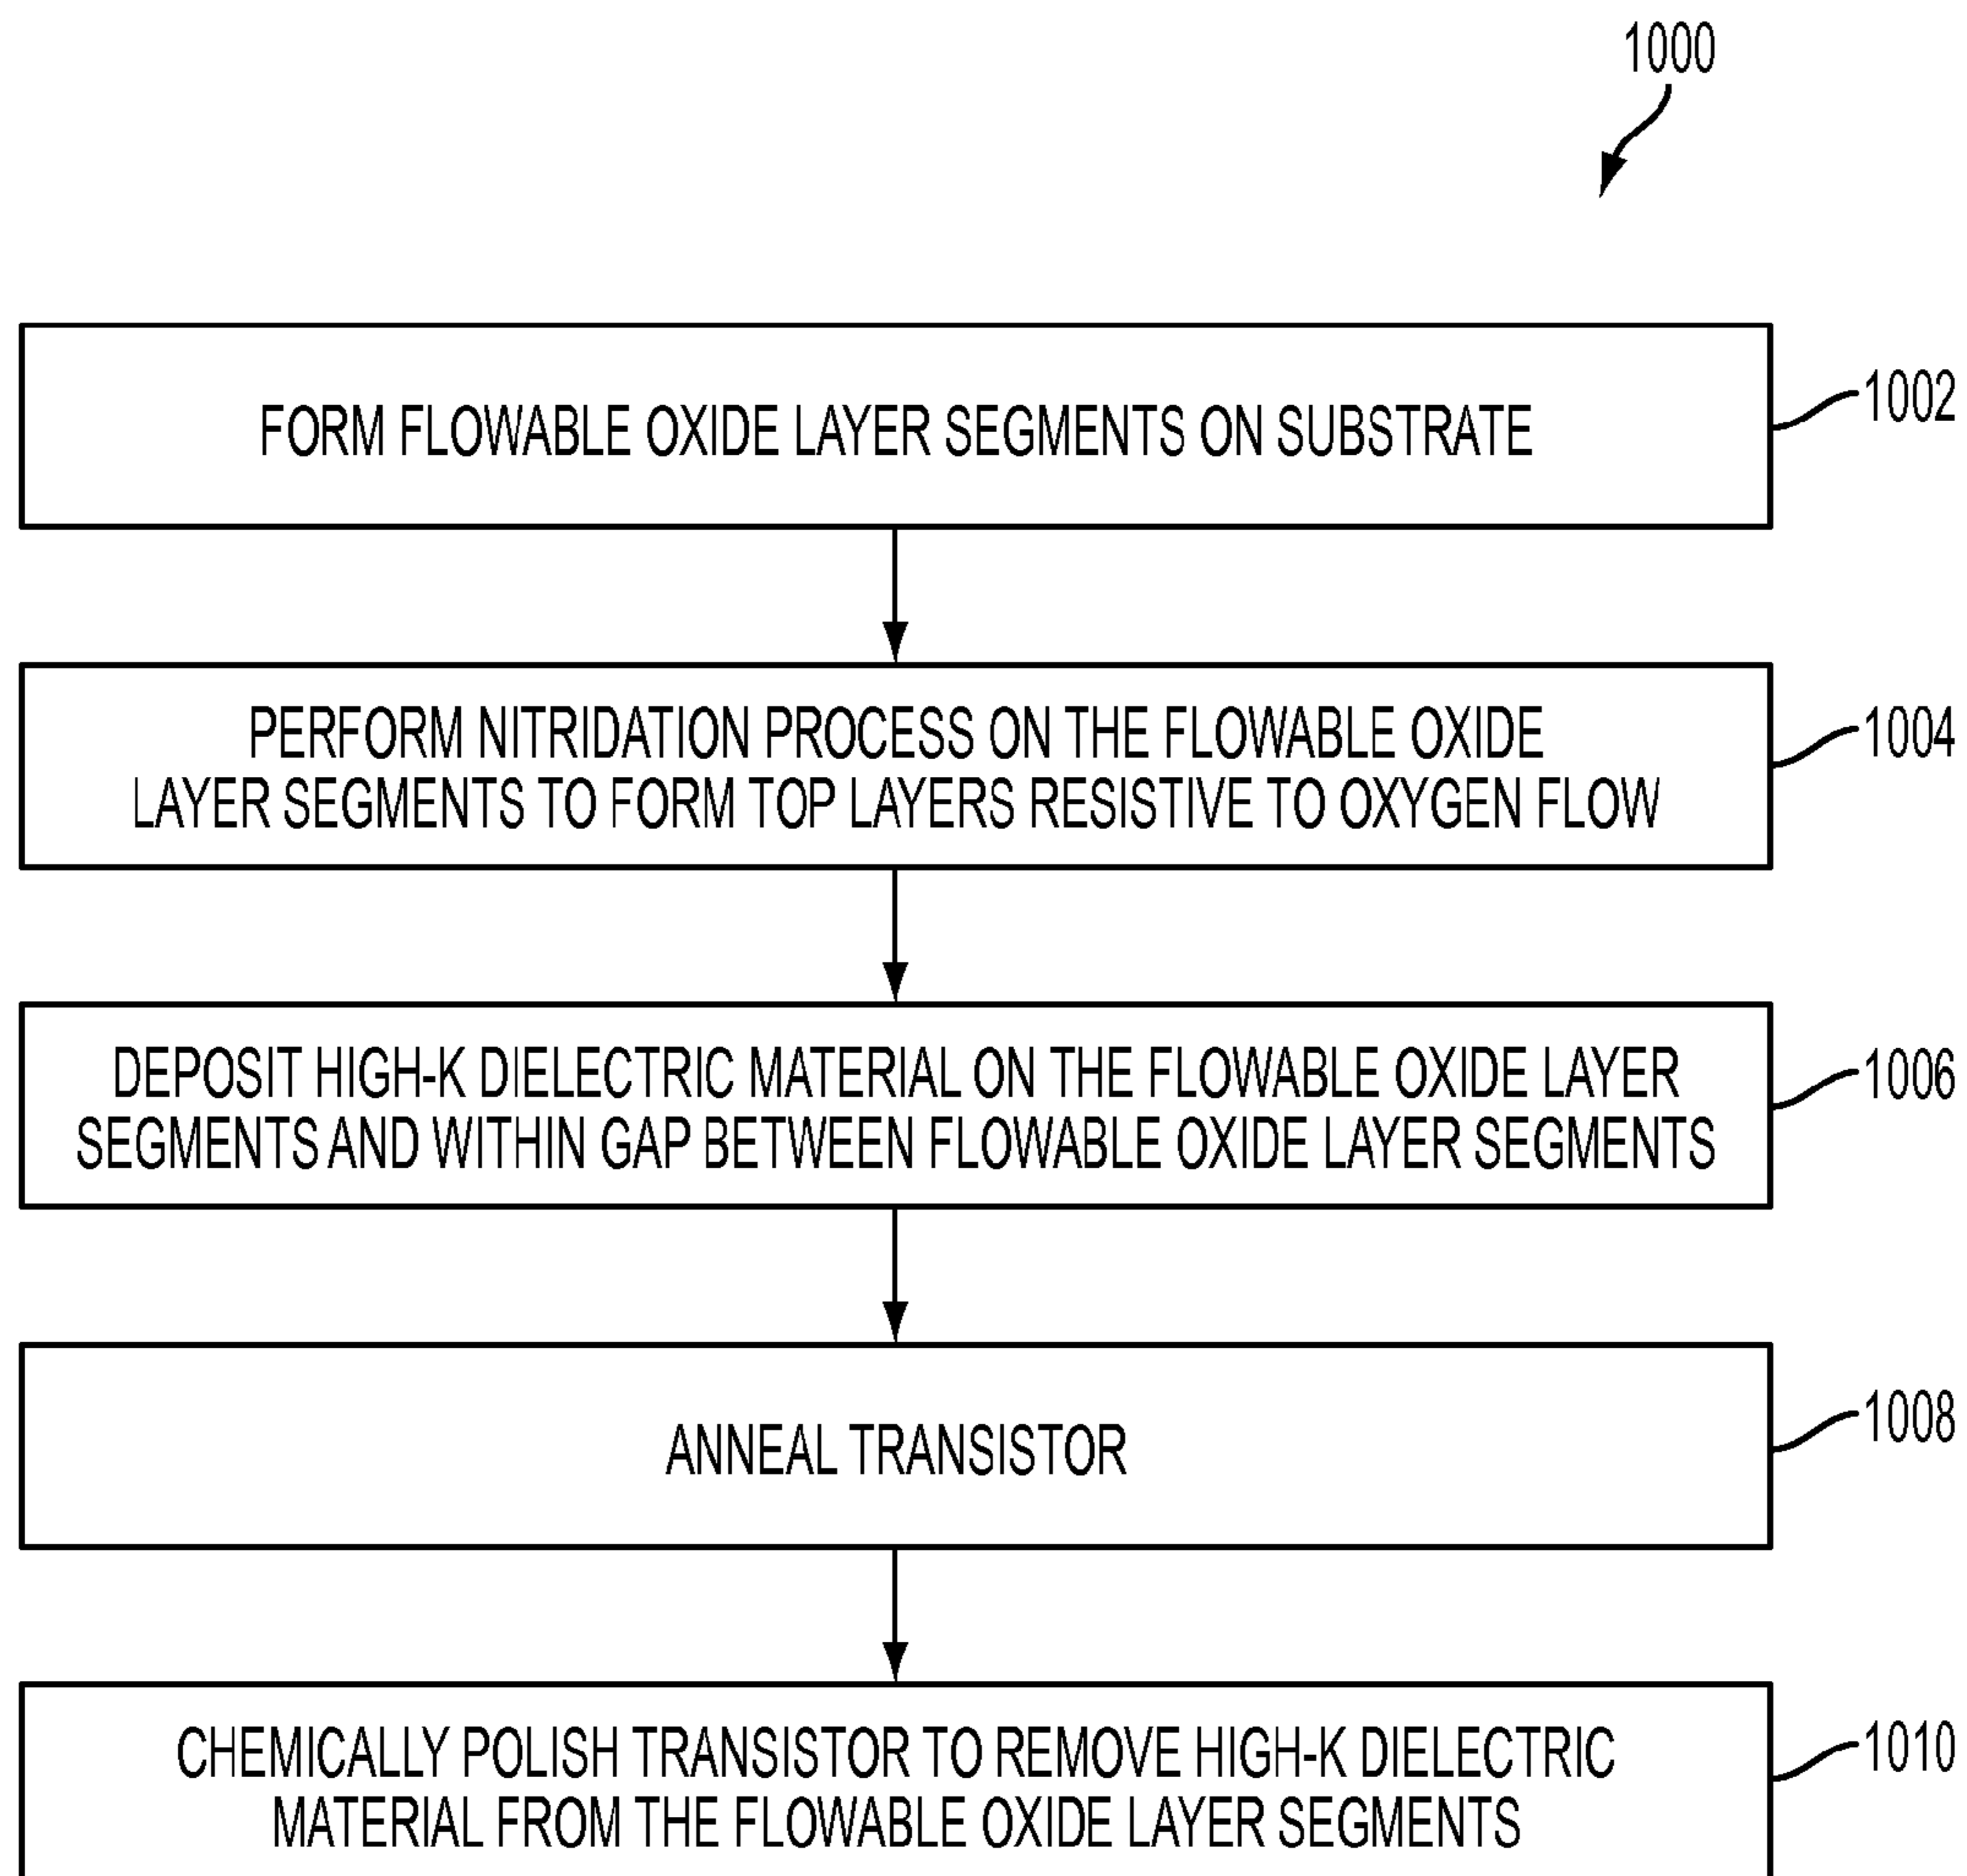 1000
FORM FLOWABLE OXIDE LAYER SEGMENTS ON SUBSTRATE
1002
PERFORM NITRIDATION PROCESS ON THE FLOWABLE OXIDE
LAYER SEGMENTS TO FORM TOP LAYERS RESISTIVE TO OXYGEN FLOW
1004
DEPOSIT HIGH-K DIELECTRIC MATERIAL ON THE FLOWABLE OXIDE LAYER
SEGMENTS AND WITHIN GAP BETWEEN FLOWABLE OXIDE LAYER SEGMENTS
1006
ANNEAL TRANSISTOR
1008
CHEMICALLY POLISH TRANSISTOR TO REMOVE HIGH-K DIELECTRIC
MATERIAL FROM THE FLOWABLE OXIDE LAYER SEGMENTS
1010